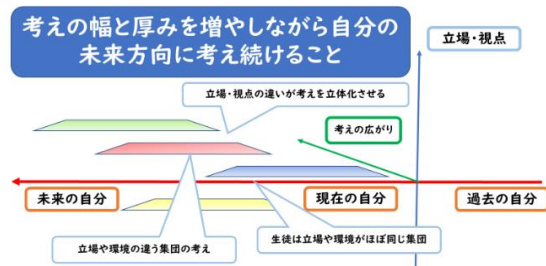 考えの幅と厚みを増やしながら自分の
未来方向に考え続けること
立場・視点
立場・視点の違いが考えを立体化させる
考えの広がり
未来の自分
現在の自分
過去の自分
立場や環境の違う集団の考え
生徒は立場や環境がほぼ同じ集団